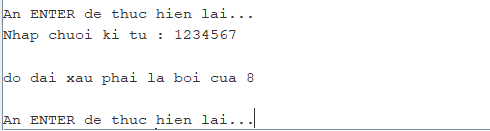 An ENTER de thuc hien lai...
Nhap chuoi ki tu : 1234567
do dai xau phai la boi cua 8
An ENTER de thuc hien lai...